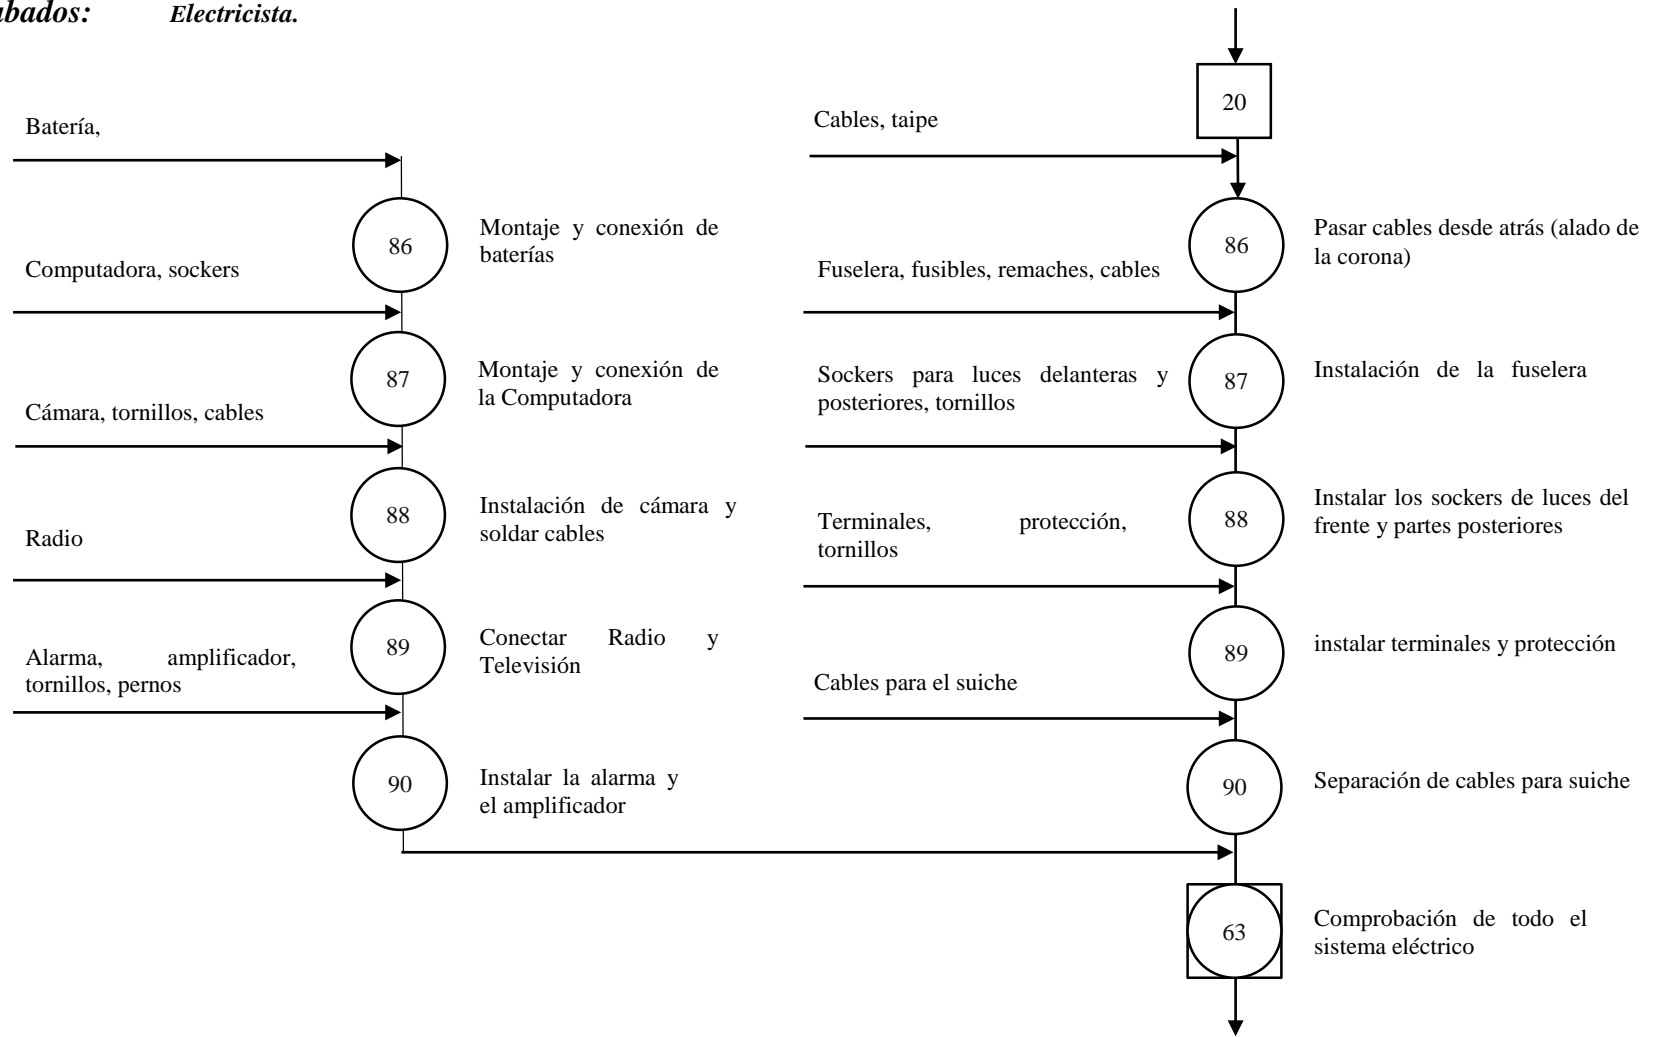 abados: Electricista.
Batería,
86
Montaje y conexión de
baterías
Computadora, sockers
87
Montaje y conexión de
la Computadora
Cámara, tornillos, cables
88
Instalación de cámara y
soldar cables
Radio
89
Conectar Radio y
Televisión
Alarma, amplificador,
tornillos, pernos
90
Instalar la alarma y
el amplificador
20
Cables, taipe
86
Pasar cables desde atrás (alado de
la corona)
Fuselera, fusibles, remaches, cables
87
Instalación de la fuselera
Sockers para luces delanteras y
posteriores, tornillos
88
Instalar los sockers de luces del
frente y partes posteriores
Terminales, protección,
tornillos
89
instalar terminales y protección
Cables para el suiche
90
Separación de cables para suiche
63
Comprobación de todo el
sistema eléctrico